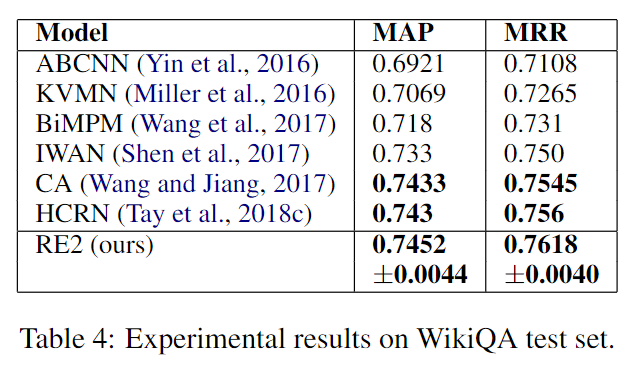 Model MAP MRR
ABCNN (Yin et al., 2016) 0.6921 0.7108
KVMN (Miller et al., 2016) 0.7069 0.7265
BiMPM (Wang et al., 2017) 0.718 0.731
IWAN (Shen et al., 2017) 0.733 0.750
CA (Wang and Jiang, 2017) 0.7433 0.7545
HCRN (Tay et al., 2018c) 0.743 0.756
RE2 (ours) 0.7452 0.7618
±0.0044 ±0.0040
Table 4: Experimental results on WikiQA test set.